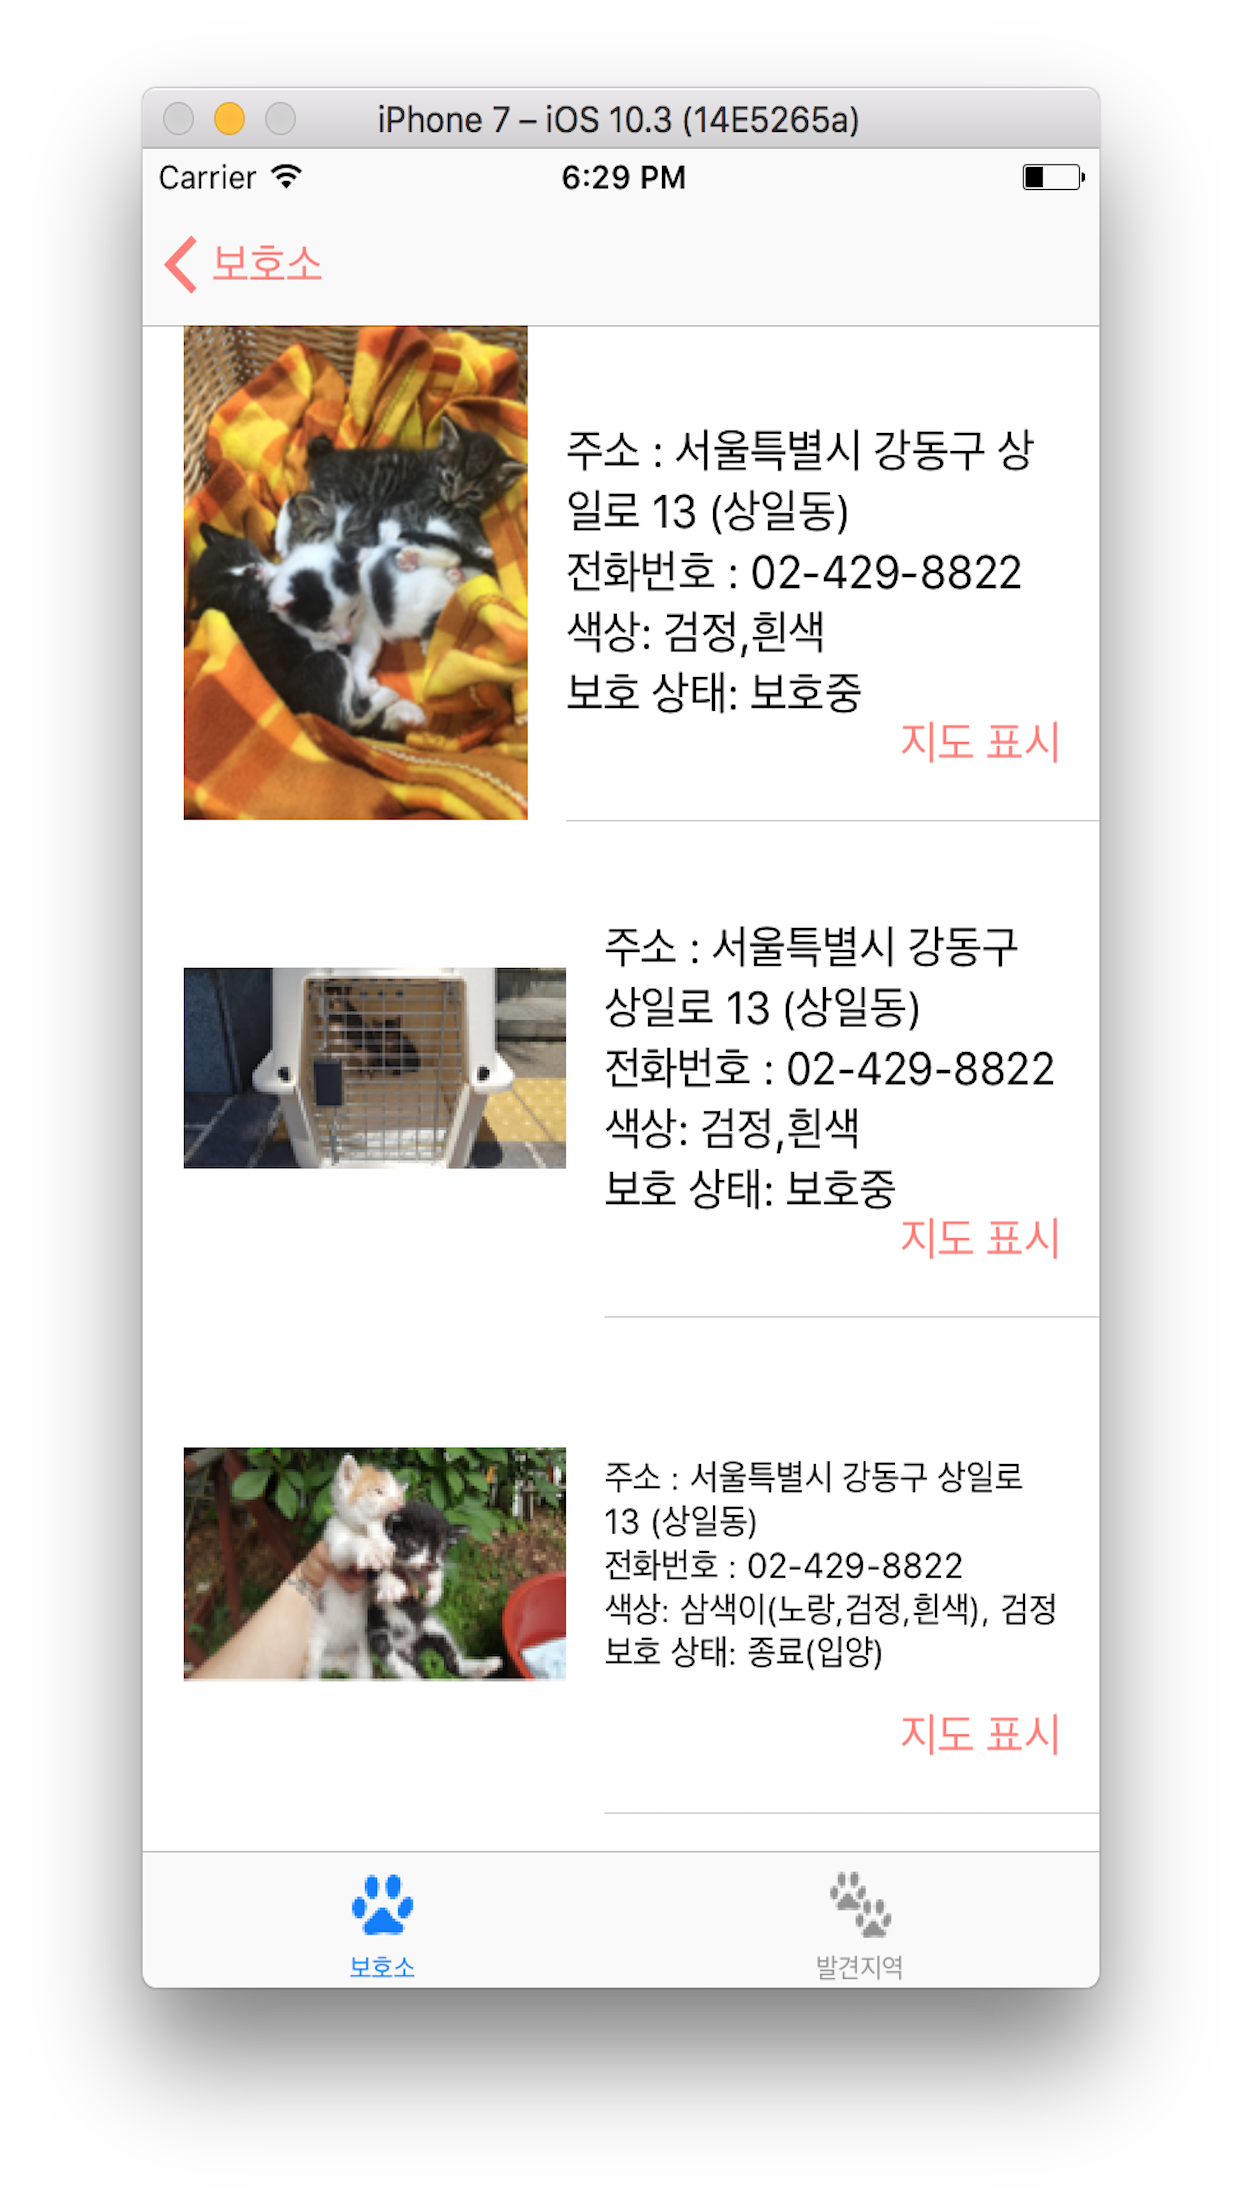 iPhone 7 – iOS 10.3 (14E5265a)
Carrier 6:29 PM
보호소
주소 : 서울특별시 강동구 상
일로 13 (상일동)
전화번호 : 02-429-8822
색상: 검정,흰색
보호 상태: 보호중
지도 표시
주소 : 서울특별시 강동구
상일로 13 (상일동)
전화번호 : 02-429-8822
색상: 검정,흰색
보호 상태: 보호중
지도 표시
주소 : 서울특별시 강동구 상일로
13 (상일동)
전화번호 : 02-429-8822
색상: 삼색이(노랑,검정,흰색), 검정
보호 상태: 종료(입양)
지도 표시
보호소
발견지역